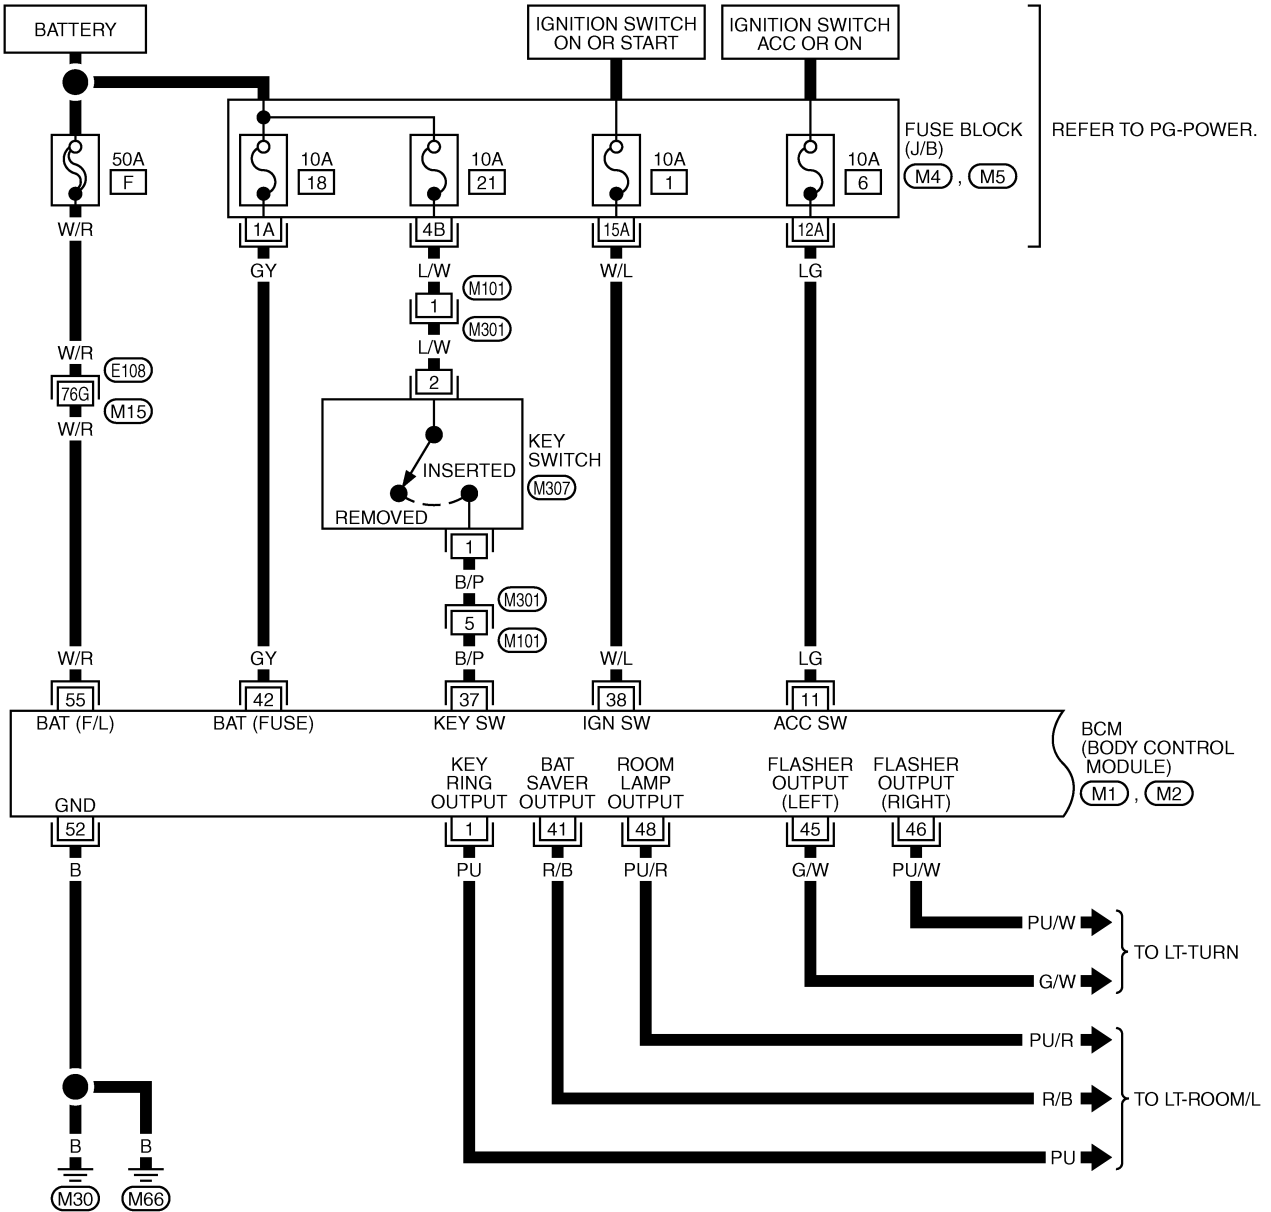 BATTERY
IGNITION SWITCH
ON OR START
IGNITION SWITCH
ACC OR ON
REFER TO PG-POWER.
50A
F
10A
18
10A
21
10A
1
10A
6
FUSE BLOCK
(J/B)
M4 , M5
W/R
1A
4B
15A
12A
GY
L/W
W/L
LG
M101
1
M301
L/W
W/R
E108
76G
M15
W/R
2
KEY
SWITCH
M307
INSERTED
REMOVED
1
B/P
M301
5
M101
W/R
GY
B/P
W/L
LG
55
42
37
38
11
BAT (F/L)
BAT (FUSE)
KEY SW
IGN SW
ACC SW
BCM
(BODY CONTROL
MODULE)
M1 , M2
GND
KEY
RING
OUTPUT
BAT
SAVER
OUTPUT
ROOM
LAMP
OUTPUT
FLASHER
OUTPUT
(LEFT)
FLASHER
OUTPUT
(RIGHT)
52
1
41
48
45
46
B
PU
R/B
PU/R
G/W
PU/W
PU/W
TO LT-TURN
G/W
PU/R
R/B
TO LT-ROOM/L
PU
B
B
M30
M66